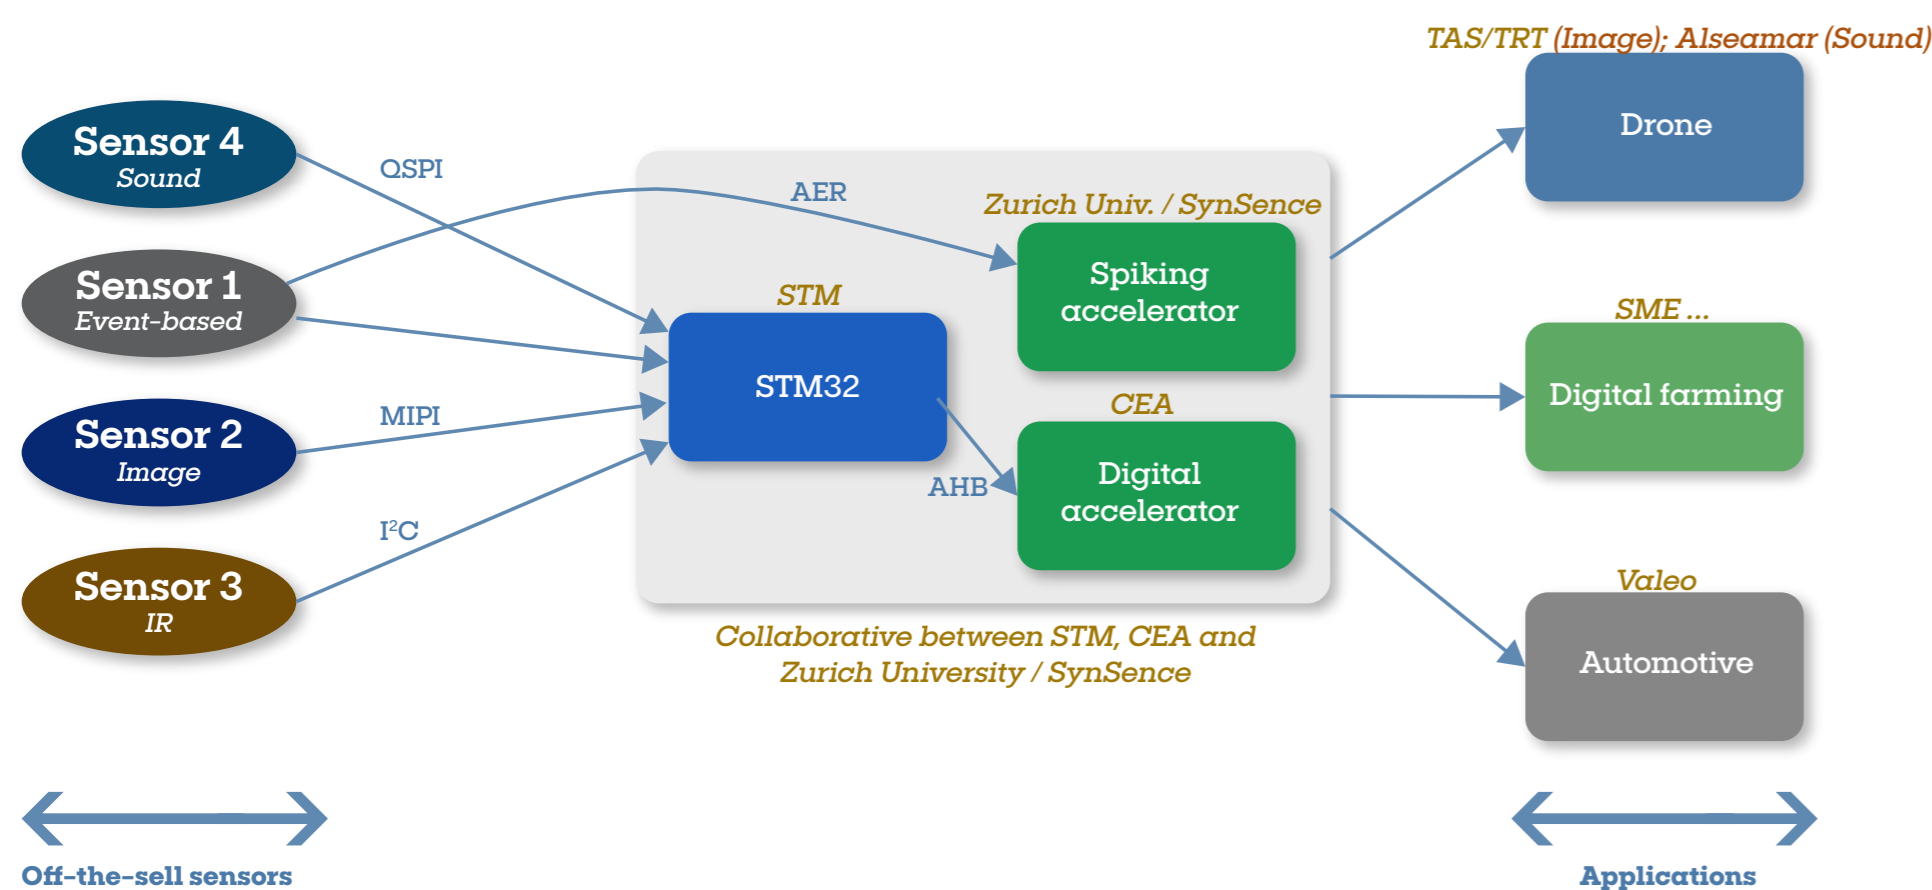 TAS/TRT (Image); Alseamar (Sound)
Drone
Sensor 4
Sound
QSPI
AER
Zurich Univ. / SynSence
Spiking
accelerator
Sensor 1
Event-based
STM
STM32
SME ...
Digital farming
CEA
Digital
accelerator
AHB
Sensor 2
Image
MIPI
I²C
Sensor 3
IR
Valeo
Automotive
Collaborative between STM, CEA and
Zurich University / SynSence
Off-the-sell sensors
Applications